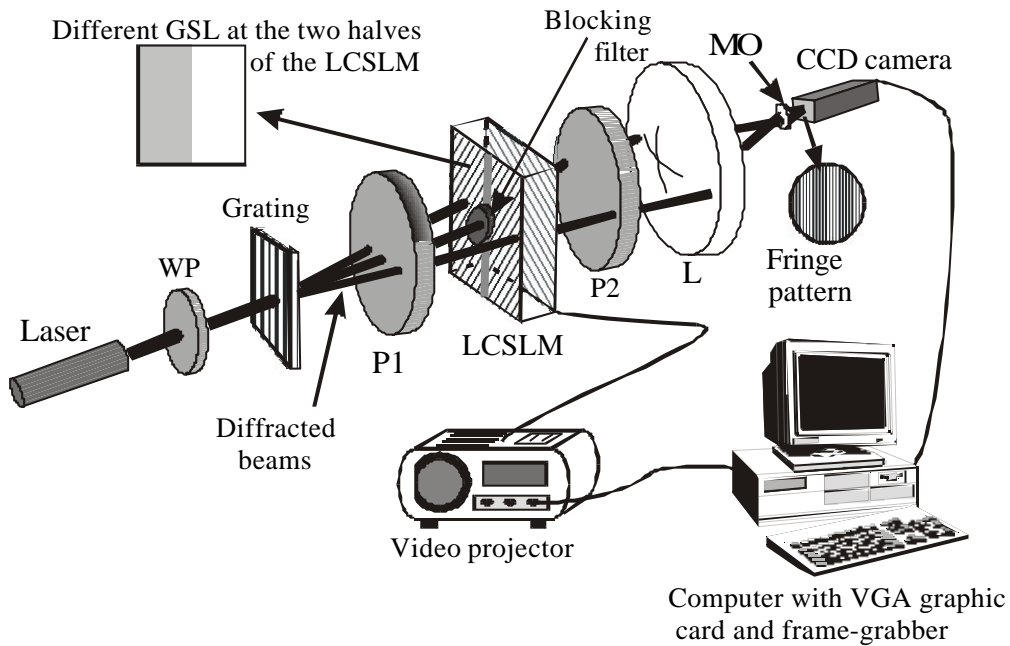 Different GSL at the two halves
of the LCSLM
Blocking
filter
MO
CCD camera
Grating
WP
Laser
P1
LCSLM
P2
L
Fringe
pattern
Diffracted
beams
Video projector
Computer with VGA graphic
card and frame-grabber